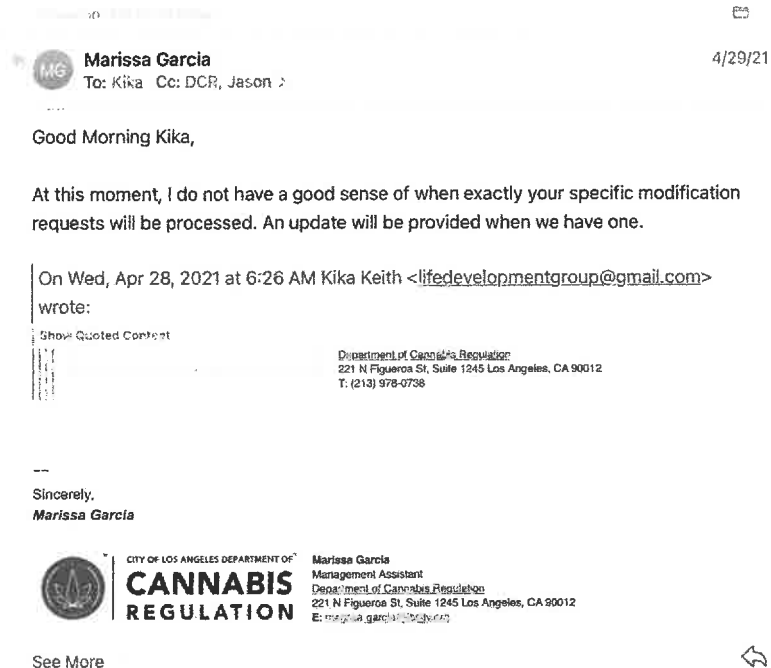 MG
Marissa Garcia
4/29/21
To: Kika Cc: DCR, Jason
Good Morning Kika,
At this moment, I do not have a good sense of when exactly your specific modification
requests will be processed. An update will be provided when we have one.
On Wed, Apr 28, 2021 at 6:26 AM Kika Keith <lifedevelopmentgroup@gmail.com>
wrote:
Show Quoted Content
Department of Cannabis Regulation
221 N Figueroa St, Suite 1245 Los Angeles, CA 90012
T: (213) 978-0738
--
Sincerely,
Marissa Garcia
CITY OF LOS ANGELES DEPARTMENT OF
CANNABIS
REGULATION
Marissa Garcia
Management Assistant
Department of Cannabis Regulation
221 N Figueroa St, Suite 1245 Los Angeles, CA 90012
E:
See More